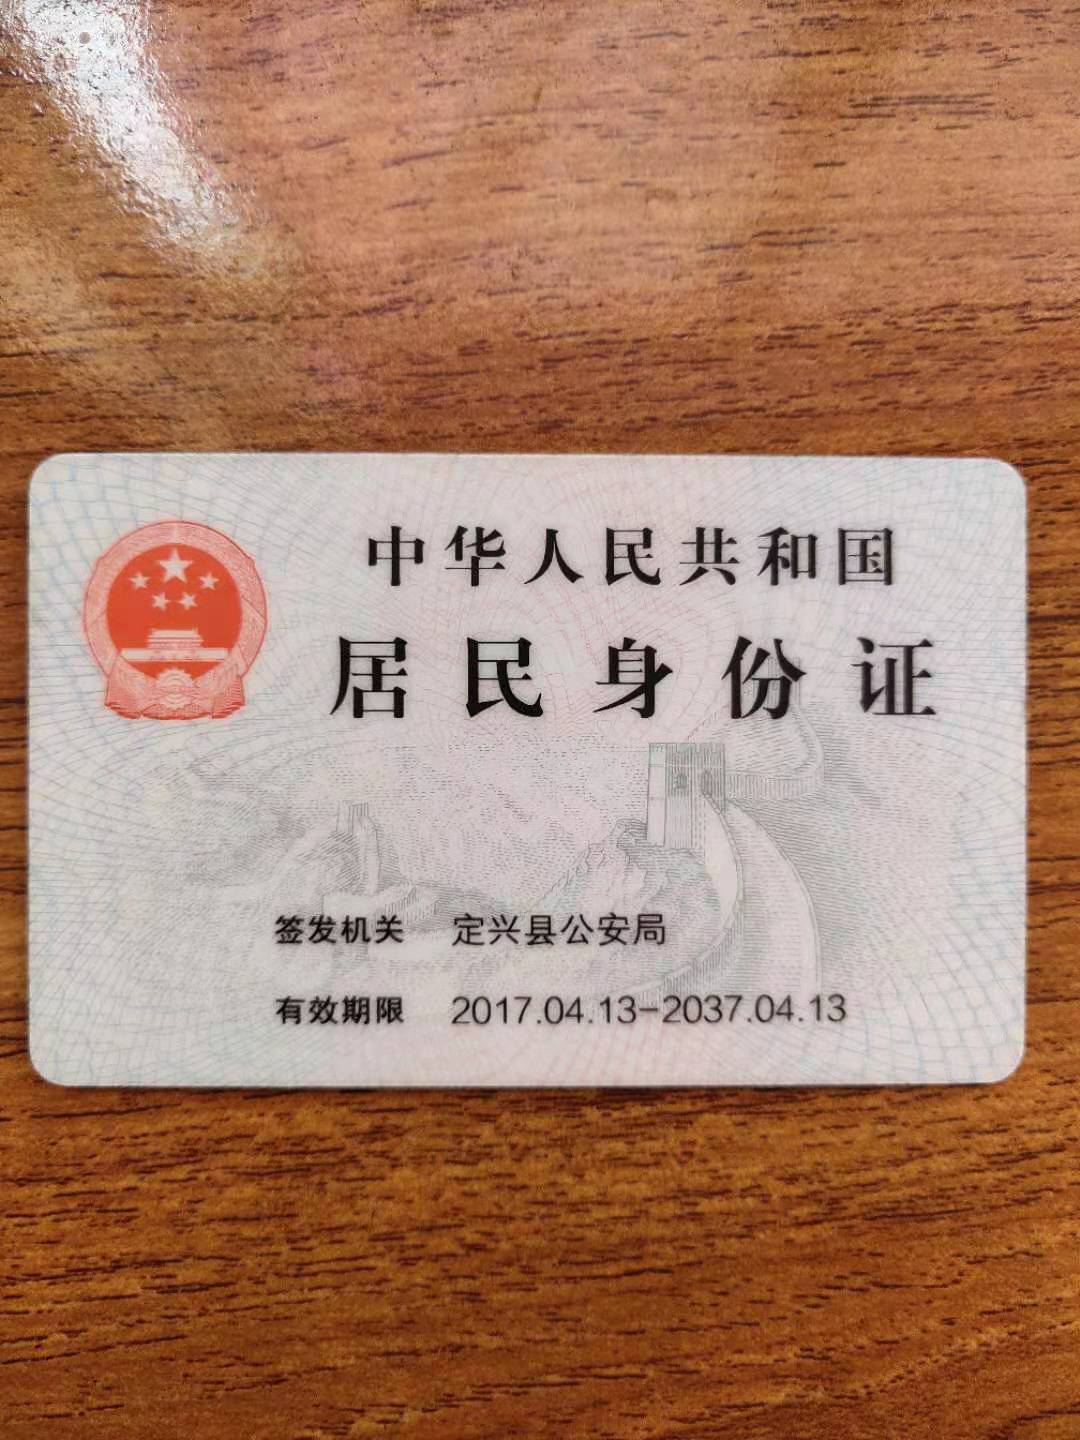 中华人民共和国
居民身份证
签发机关 定兴县公安局
有效期限 2017.04.13-2037.04.13